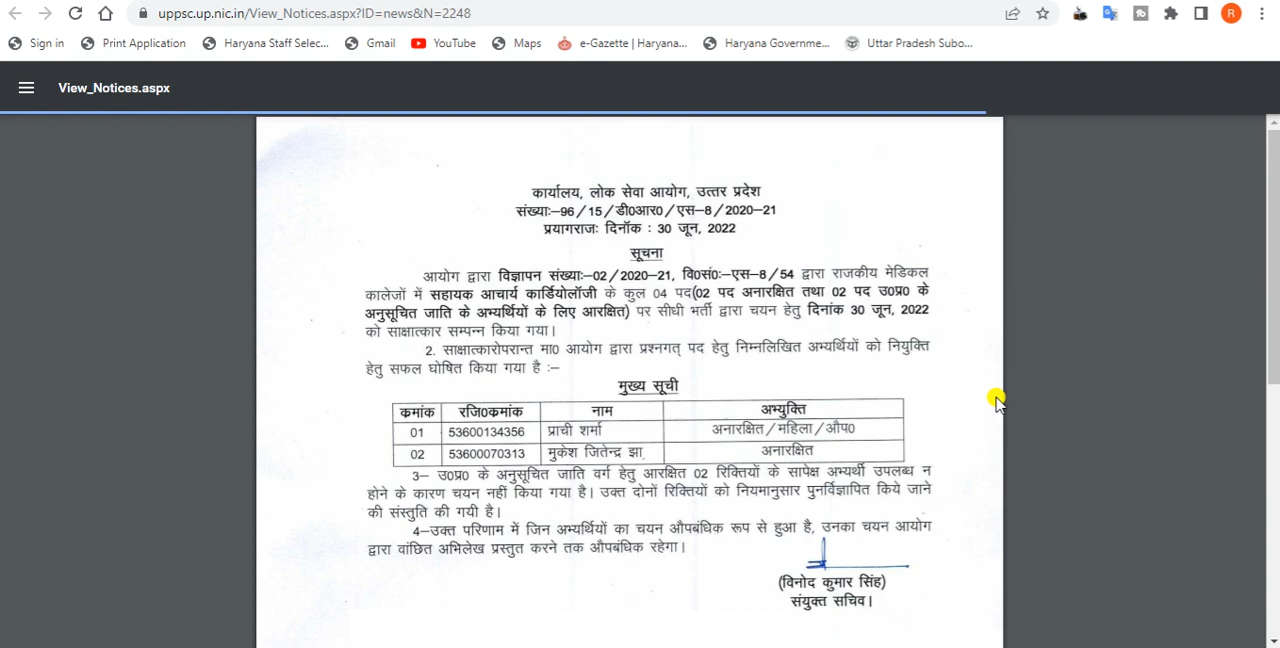 uppsc.up.nic.in/View_Notices.aspx?ID=news&N=2248
R
Sign in Print Application Haryana Staff Selec... Gmail YouTube Maps e-Gazette | Haryana... Haryana Governme... Uttar Pradesh Subo...
View_Notices.aspx
कार्यालय, लोक सेवा आयोग, उत्तर प्रदेश
संख्याः–96/15/डी0आर0/एस–8/2020–21
प्रयागराजः दिनॉक : 30 जून, 2022
सूचना
आयोग द्वारा विज्ञापन संख्याः–02/2020–21, वि0सं0ः–एस–8/54 द्वारा राजकीय मेडिकल
कालेजों में सहायक आचार्य कार्डियोलॉजी के कुल 04 पद(02 पद अनारक्षित तथा 02 पद उ0प्र0 के
अनुसूचित जाति के अभ्यर्थियों के लिए आरक्षित) पर सीधी भर्ती द्वारा चयन हेतु दिनांक 30 जून, 2022
को साक्षात्कार सम्पन्न किया गया।
2. साक्षात्कारोपरान्त मा0 आयोग द्वारा प्रश्नगत् पद हेतु निम्नलिखित अभ्यर्थियों को नियुक्ति
हेतु सफल घोषित किया गया है :–
मुख्य सूची
क्रमांक रजि0क्रमांक नाम अभ्युक्ति
01 53600134356 प्राची शर्मा अनारक्षित/महिला/औप0
02 53600070313 मुकेश जितेन्द्र झा अनारक्षित
3– उ0प्र0 के अनुसूचित जाति वर्ग हेतु आरक्षित 02 रिक्तियों के सापेक्ष अभ्यर्थी उपलब्ध न
होने के कारण चयन नहीं किया गया है। उक्त दोनों रिक्तियों को नियमानुसार पुनर्विज्ञापित किये जाने
की संस्तुति की गयी है।
4–उक्त परिणाम में जिन अभ्यर्थियों का चयन औपबंधिक रूप से हुआ है, उनका चयन आयोग
द्वारा वांछित अभिलेख प्रस्तुत करने तक औपबंधिक रहेगा।
(विनोद कुमार सिंह)
संयुक्त सचिव।